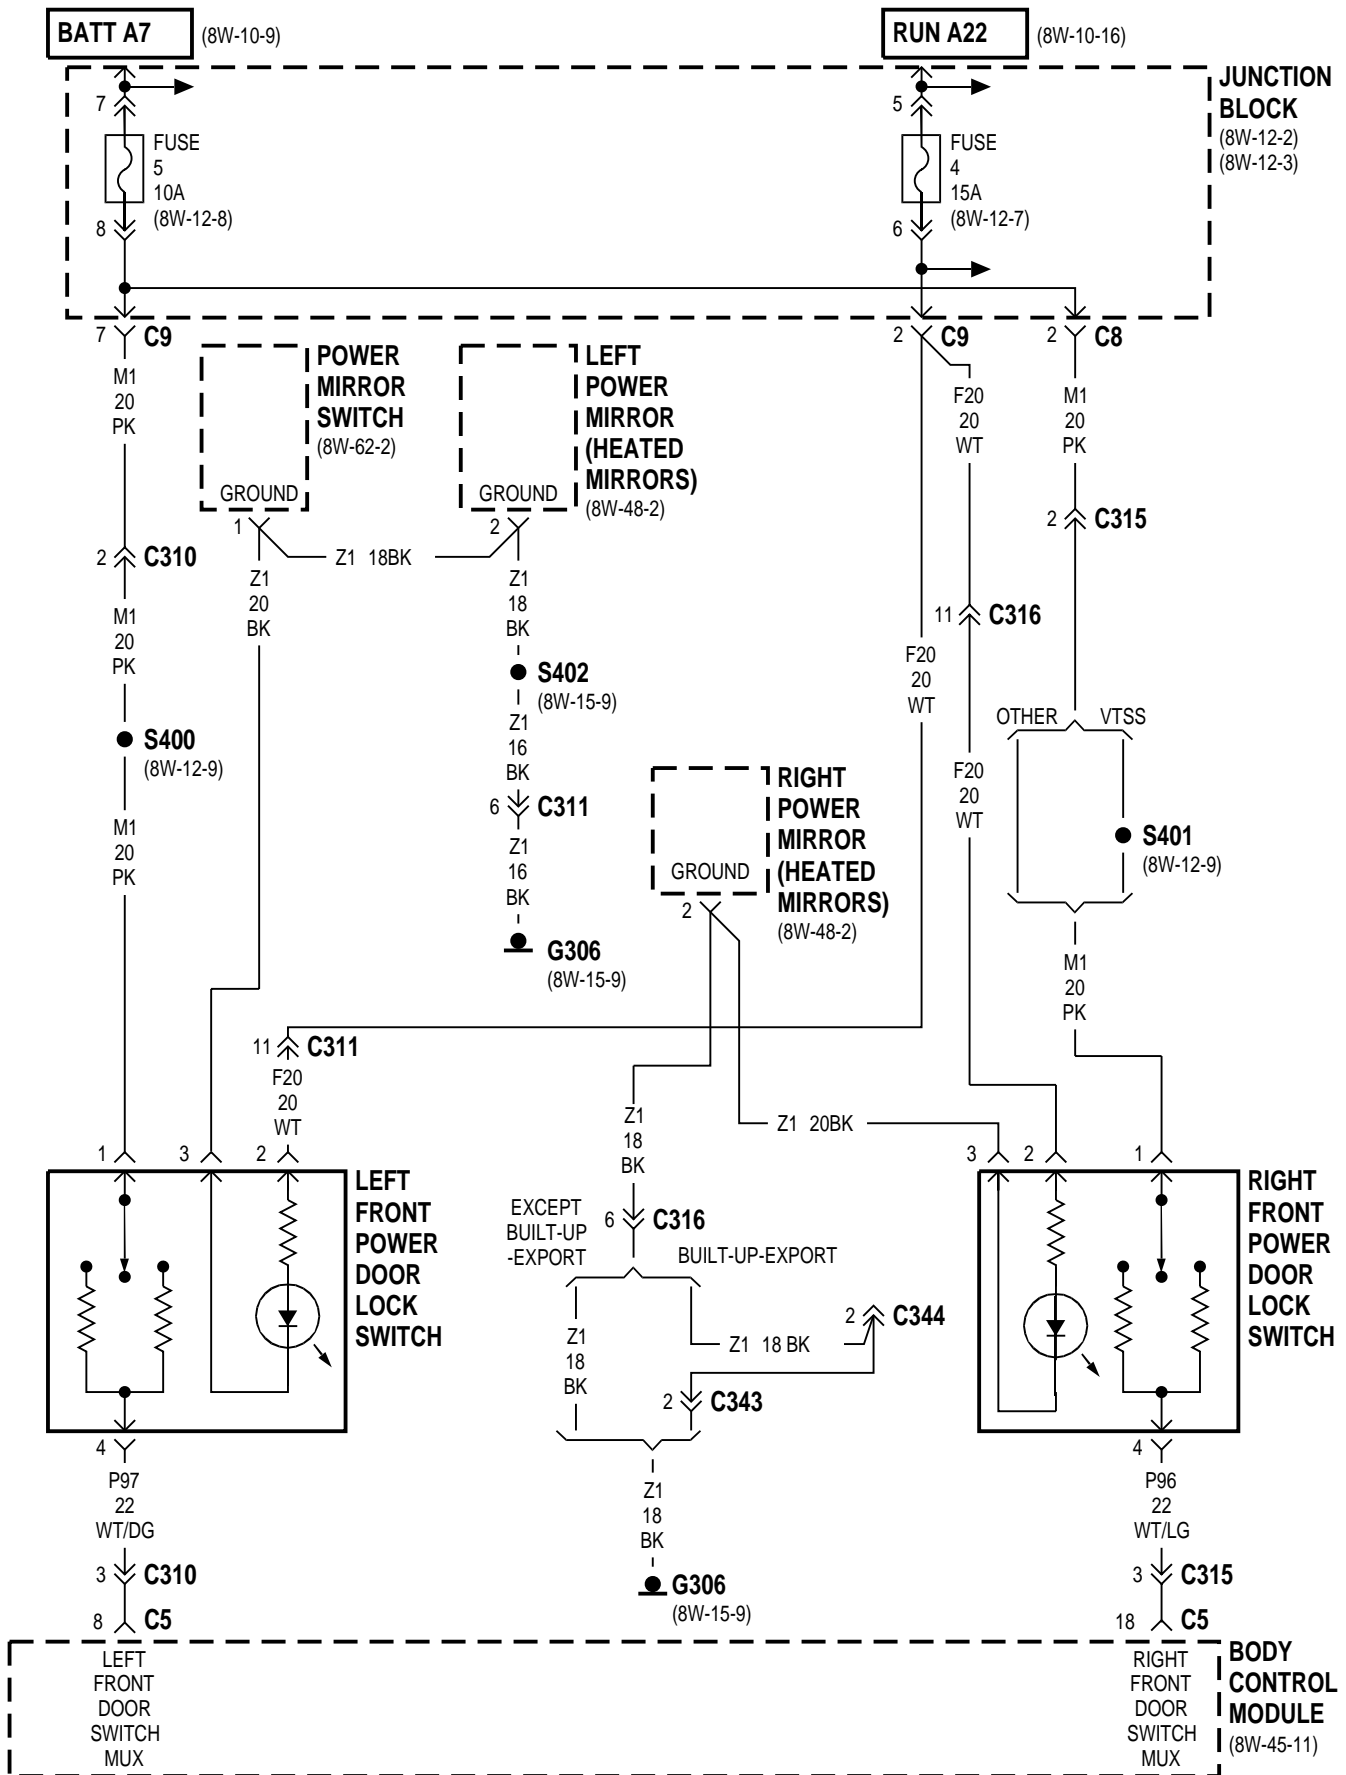 BATT A7 (8W-10-9)
RUN A22 (8W-10-16)
JUNCTION
BLOCK
(8W-12-2)
(8W-12-3)
7
FUSE
5
10A
(8W-12-8)
8
5
FUSE
4
15A
(8W-12-7)
6
7 C9
2 C9
2 C8
M1
20
PK
POWER
MIRROR
SWITCH
(8W-62-2)
GROUND
1
LEFT
POWER
MIRROR
(HEATED
MIRRORS)
(8W-48-2)
GROUND
2
F20
20
WT
M1
20
PK
2 C315
2 C310
Z1 18BK
Z1
20
BK
Z1
18
BK
M1
20
PK
11 C316
F20
20
WT
S402
(8W-15-9)
Z1
16
BK
S400
(8W-12-9)
OTHER VTSS
F20
20
WT
6 C311
RIGHT
POWER
MIRROR
(HEATED
MIRRORS)
(8W-48-2)
GROUND
2
M1
20
PK
Z1
16
BK
S401
(8W-12-9)
G306
(8W-15-9)
M1
20
PK
11 C311
F20
20
WT
Z1
18
BK
Z1 20BK
1 3 2
LEFT
FRONT
POWER
DOOR
LOCK
SWITCH
3 2 1
RIGHT
FRONT
POWER
DOOR
LOCK
SWITCH
6 C316
EXCEPT
BUILT-UP
-EXPORT
BUILT-UP-EXPORT
2 C344
Z1
18
BK
Z1 18 BK
2 C343
4
P97
22
WT/DG
4
P96
22
WT/LG
Z1
18
BK
G306
(8W-15-9)
3 C310
8 C5
3 C315
18 C5
LEFT
FRONT
DOOR
SWITCH
MUX
RIGHT
FRONT
DOOR
SWITCH
MUX
BODY
CONTROL
MODULE
(8W-45-11)